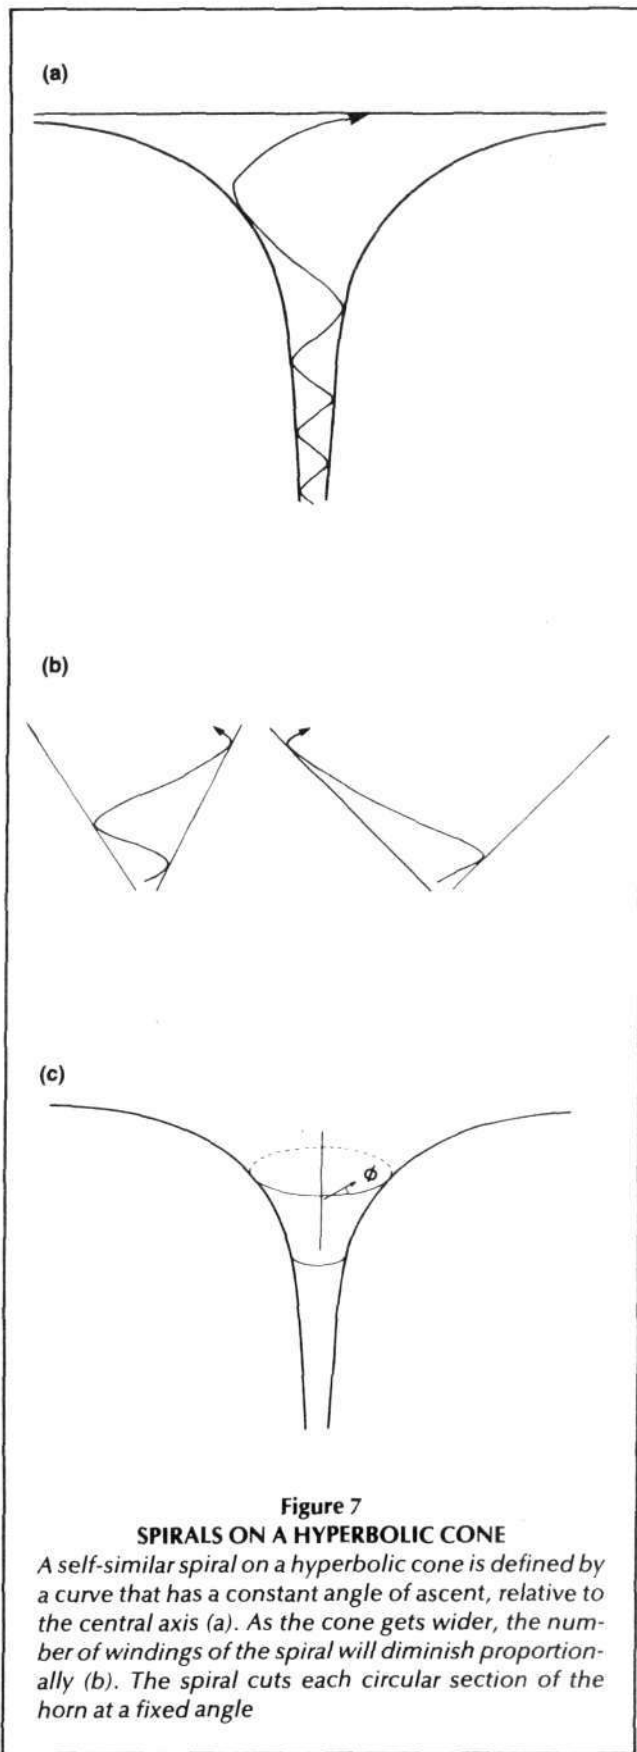 (a)
(b)
(c)
ø
Figure 7
SPIRALS ON A HYPERBOLIC CONE
A self-similar spiral on a hyperbolic cone is defined by
a curve that has a constant angle of ascent, relative to
the central axis (a). As the cone gets wider, the num-
ber of windings of the spiral will diminish proportion-
ally (b). The spiral cuts each circular section of the
horn at a fixed angle